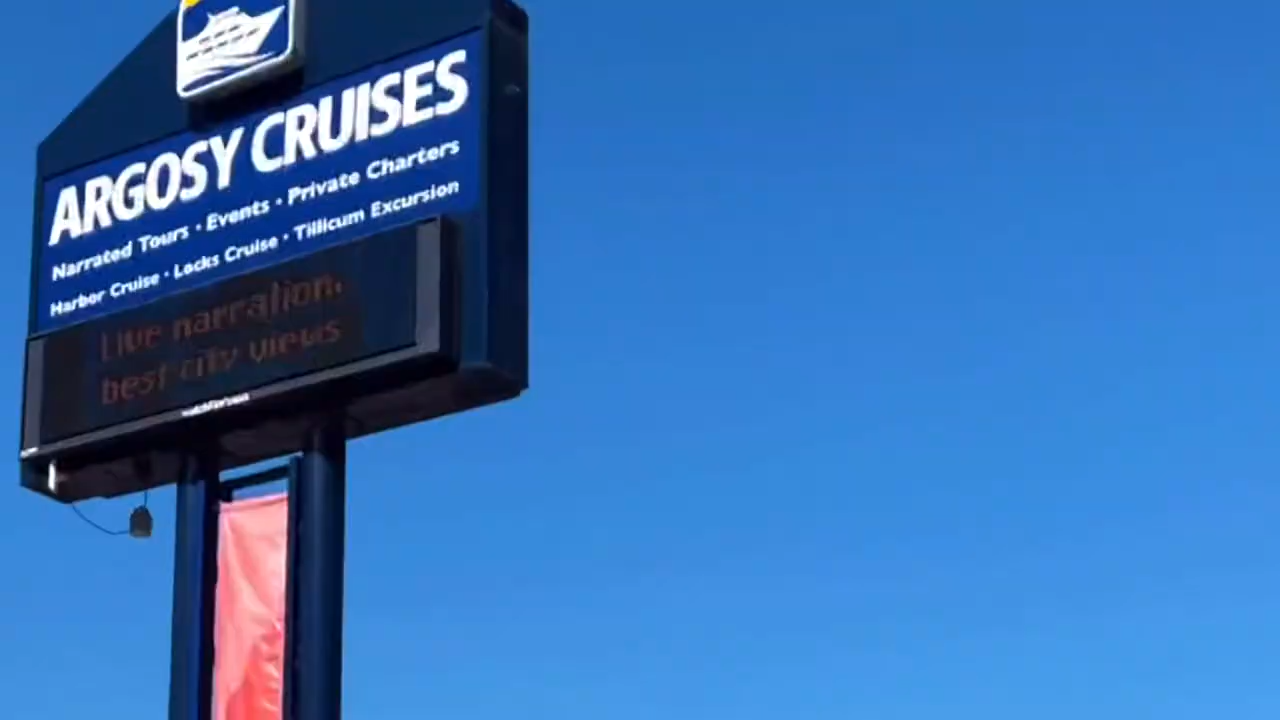 ARGOSY CRUISES
Narrated Tours · Events · Private Charters
Harbor Cruise · Locks Cruise · Tillicum Excursion
Live narration,
best city views